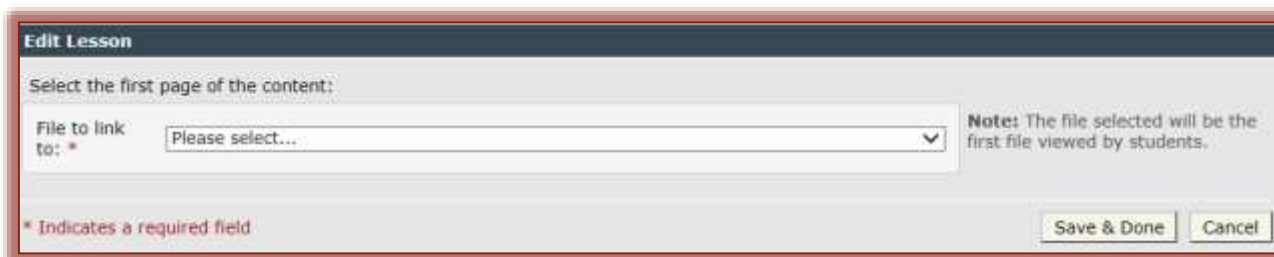 Edit Lesson
Select the first page of the content:
File to link
to: *
Please select...
Note: The file selected will be the
first file viewed by students.
* Indicates a required field
Save & Done
Cancel